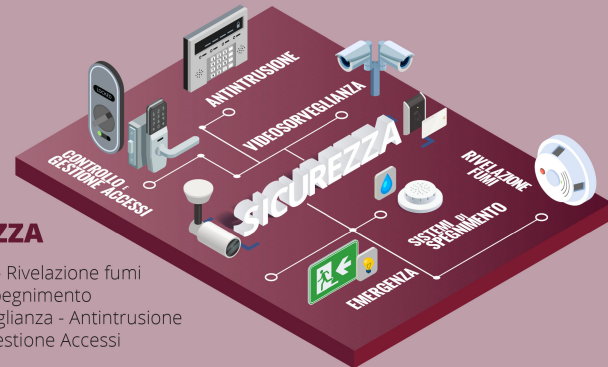 ANTINTRUSIONE
VIDEOSORVEGLIANZA
CONTROLLO E
GESTIONE ACCESSI
SICUREZZA
RIVELAZIONE
FUMI
SISTEMI DI
SPEGNIMENTO
EMERGENZA
ZZA
- Rivelazione fumi
pegnimento
glianza - Antintrusione
estione Accessi